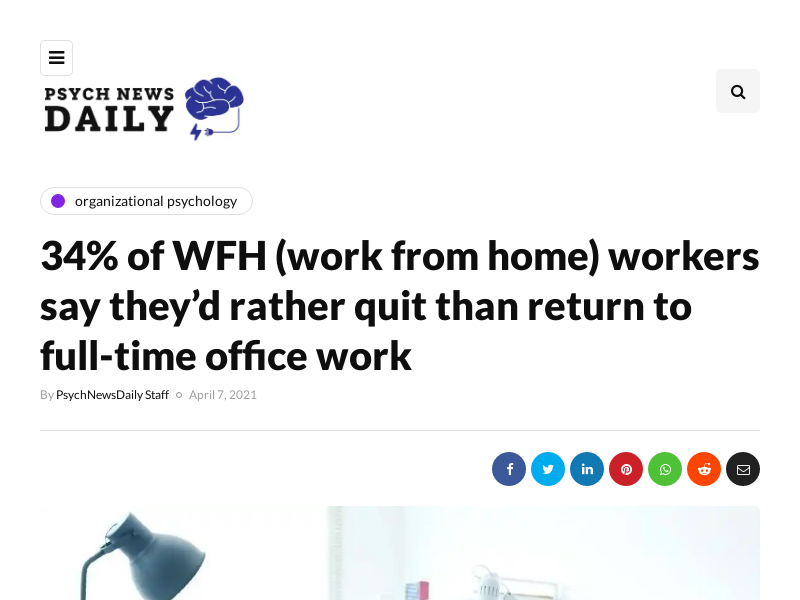 PSYCH NEWS
DAILY
organizational psychology
34% of WFH (work from home) workers
say they’d rather quit than return to
full-time office work
By PsychNewsDaily Staff April 7, 2021